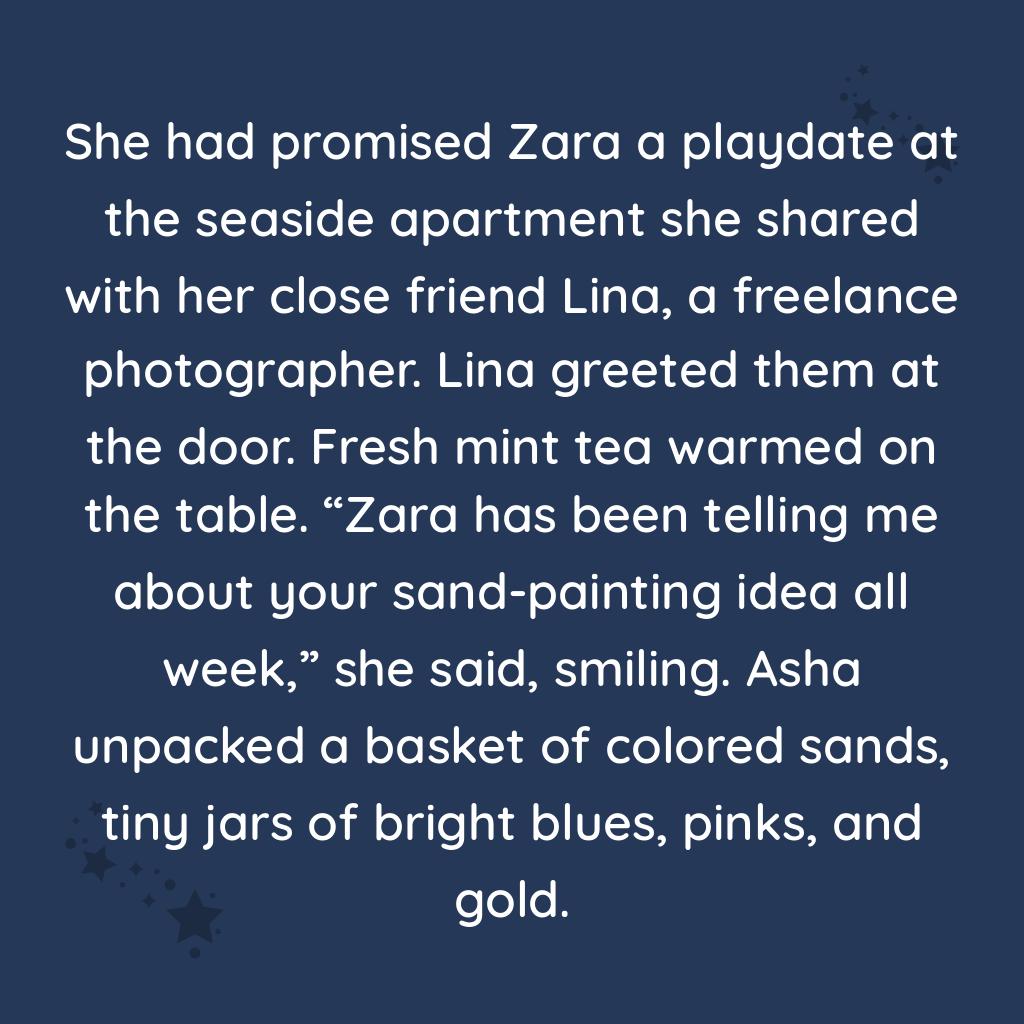 She had promised Zara a playdate at
the seaside apartment she shared
with her close friend Lina, a freelance
photographer. Lina greeted them at
the door. Fresh mint tea warmed on
the table. “Zara has been telling me
about your sand-painting idea all
week,” she said, smiling. Asha
unpacked a basket of colored sands,
tiny jars of bright blues, pinks, and
gold.